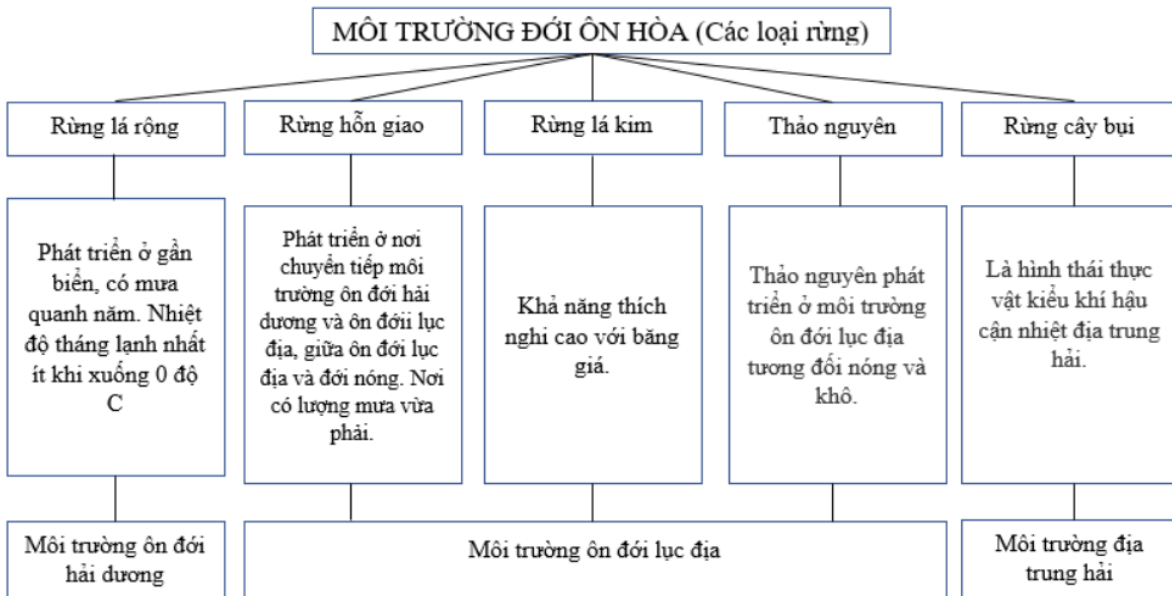 MÔI TRƯỜNG ĐỚI ÔN HÒA (Các loại rừng)
Rừng lá rộng
Rừng hỗn giao
Rừng lá kim
Thảo nguyên
Rừng cây bụi
Phát triển ở gần
biển, có mưa
quanh năm. Nhiệt
độ tháng lạnh nhất
ít khi xuống 0 độ
C
Phát triển ở nơi
chuyển tiếp môi
trường ôn đới hải
dương và ôn đớii lục
địa, giữa ôn đới lục
địa và đới nóng. Nơi
có lượng mưa vừa
phải.
Khả năng thích
nghi cao với băng
giá.
Thảo nguyên phát
triển ở môi trường
ôn đới lục địa
tương đối nóng và
khô.
Là hình thái thực
vật kiểu khí hậu
cận nhiệt địa trung
hải.
Môi trường ôn đới
hải dương
Môi trường ôn đới lục địa
Môi trường địa
trung hải